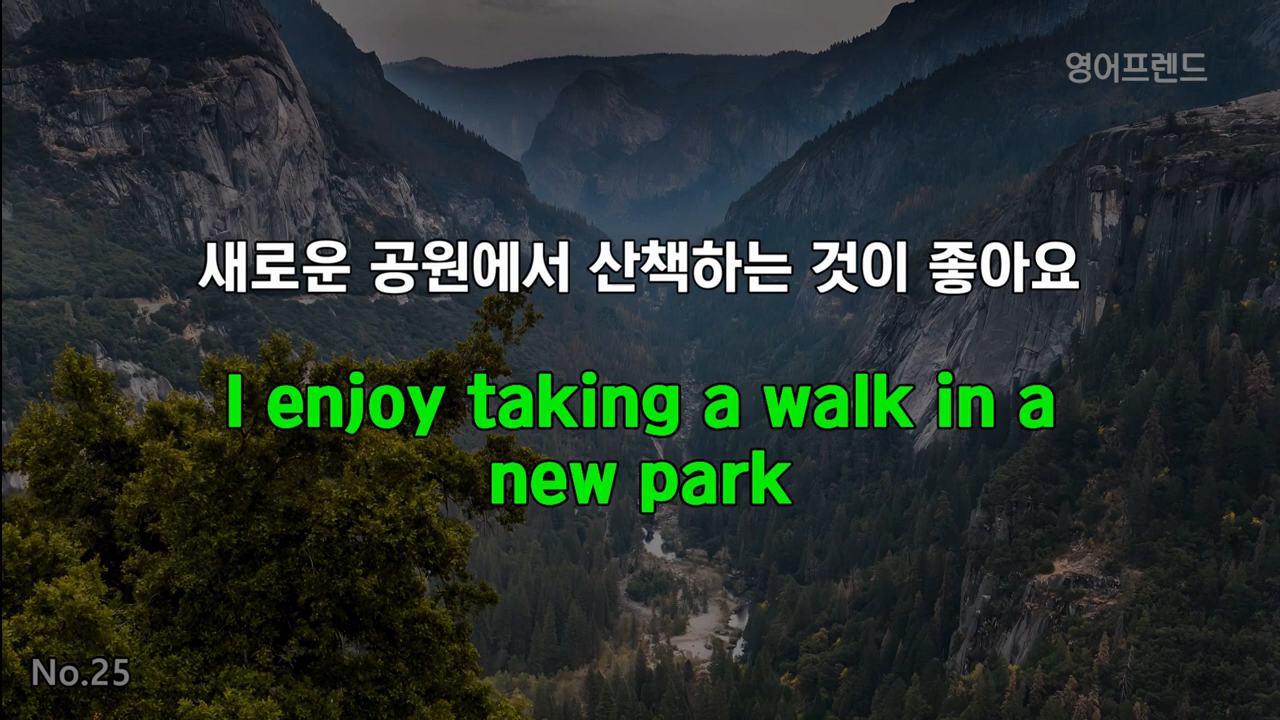 영어프렌드
새로운 공원에서 산책하는 것이 좋아요
I enjoy taking a walk in a
new park
No.25